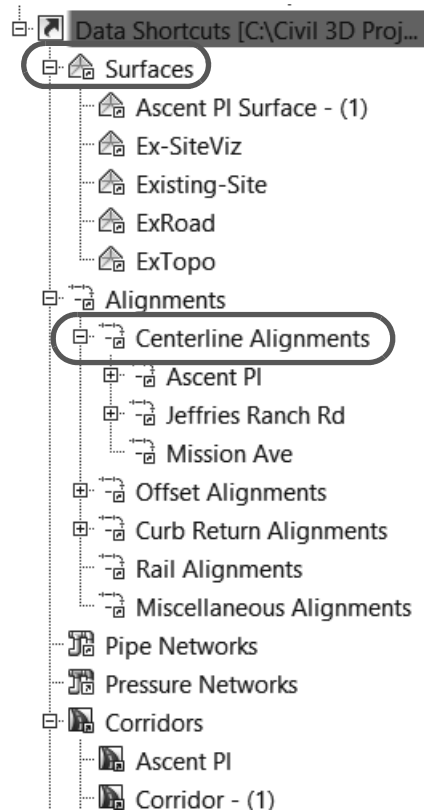 Data Shortcuts [C:\Civil 3D Proj...
Surfaces
Ascent Pl Surface - (1)
Ex-SiteViz
Existing-Site
ExRoad
ExTopo
Alignments
Centerline Alignments
Ascent Pl
Jeffries Ranch Rd
Mission Ave
Offset Alignments
Curb Return Alignments
Rail Alignments
Miscellaneous Alignments
Pipe Networks
Pressure Networks
Corridors
Ascent Pl
Corridor - (1)